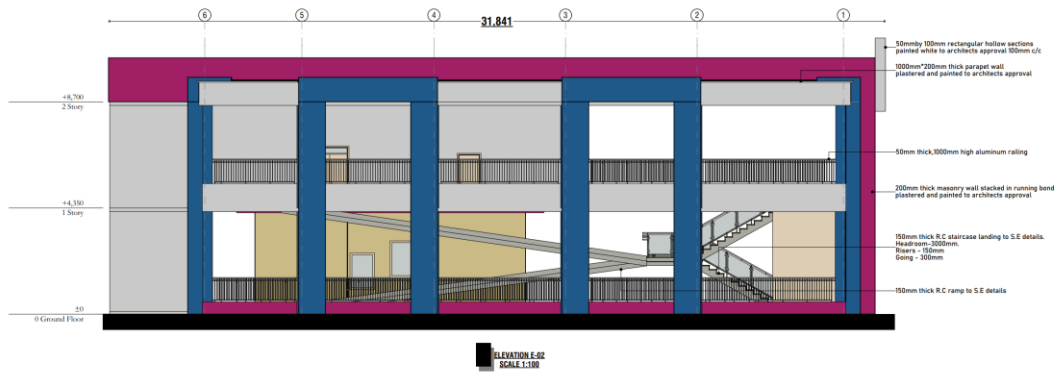 6
5
4
3
2
1
31.841
50mmby 100mm rectangular hollow sections
painted white to architects approval 100mm c/c
1000mm*200mm thick parapet wall
plastered and painted to architects approval
+8,700
2 Story
50mm thick,1000mm high aluminum railing
200mm thick masonry wall stacked in running bond
plastered and painted to architects approval
+4,350
1 Story
150mm thick R.C staircase landing to S.E details.
Headroom-3000mm.
Risers - 150mm
Going - 300mm
150mm thick R.C ramp to S.E details
±0
0 Ground Floor
ELEVATION E-02
SCALE 1:100